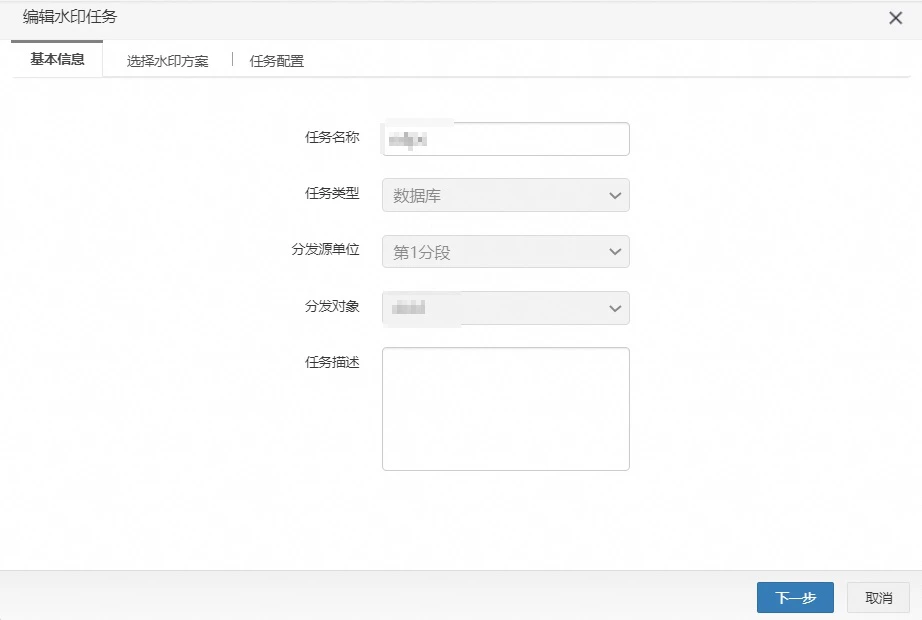 编辑水印任务
基本信息
选择水印方案
任务配置
任务名称
任务类型
数据库
分发源单位
第1分段
分发对象
任务描述
下一步
取消